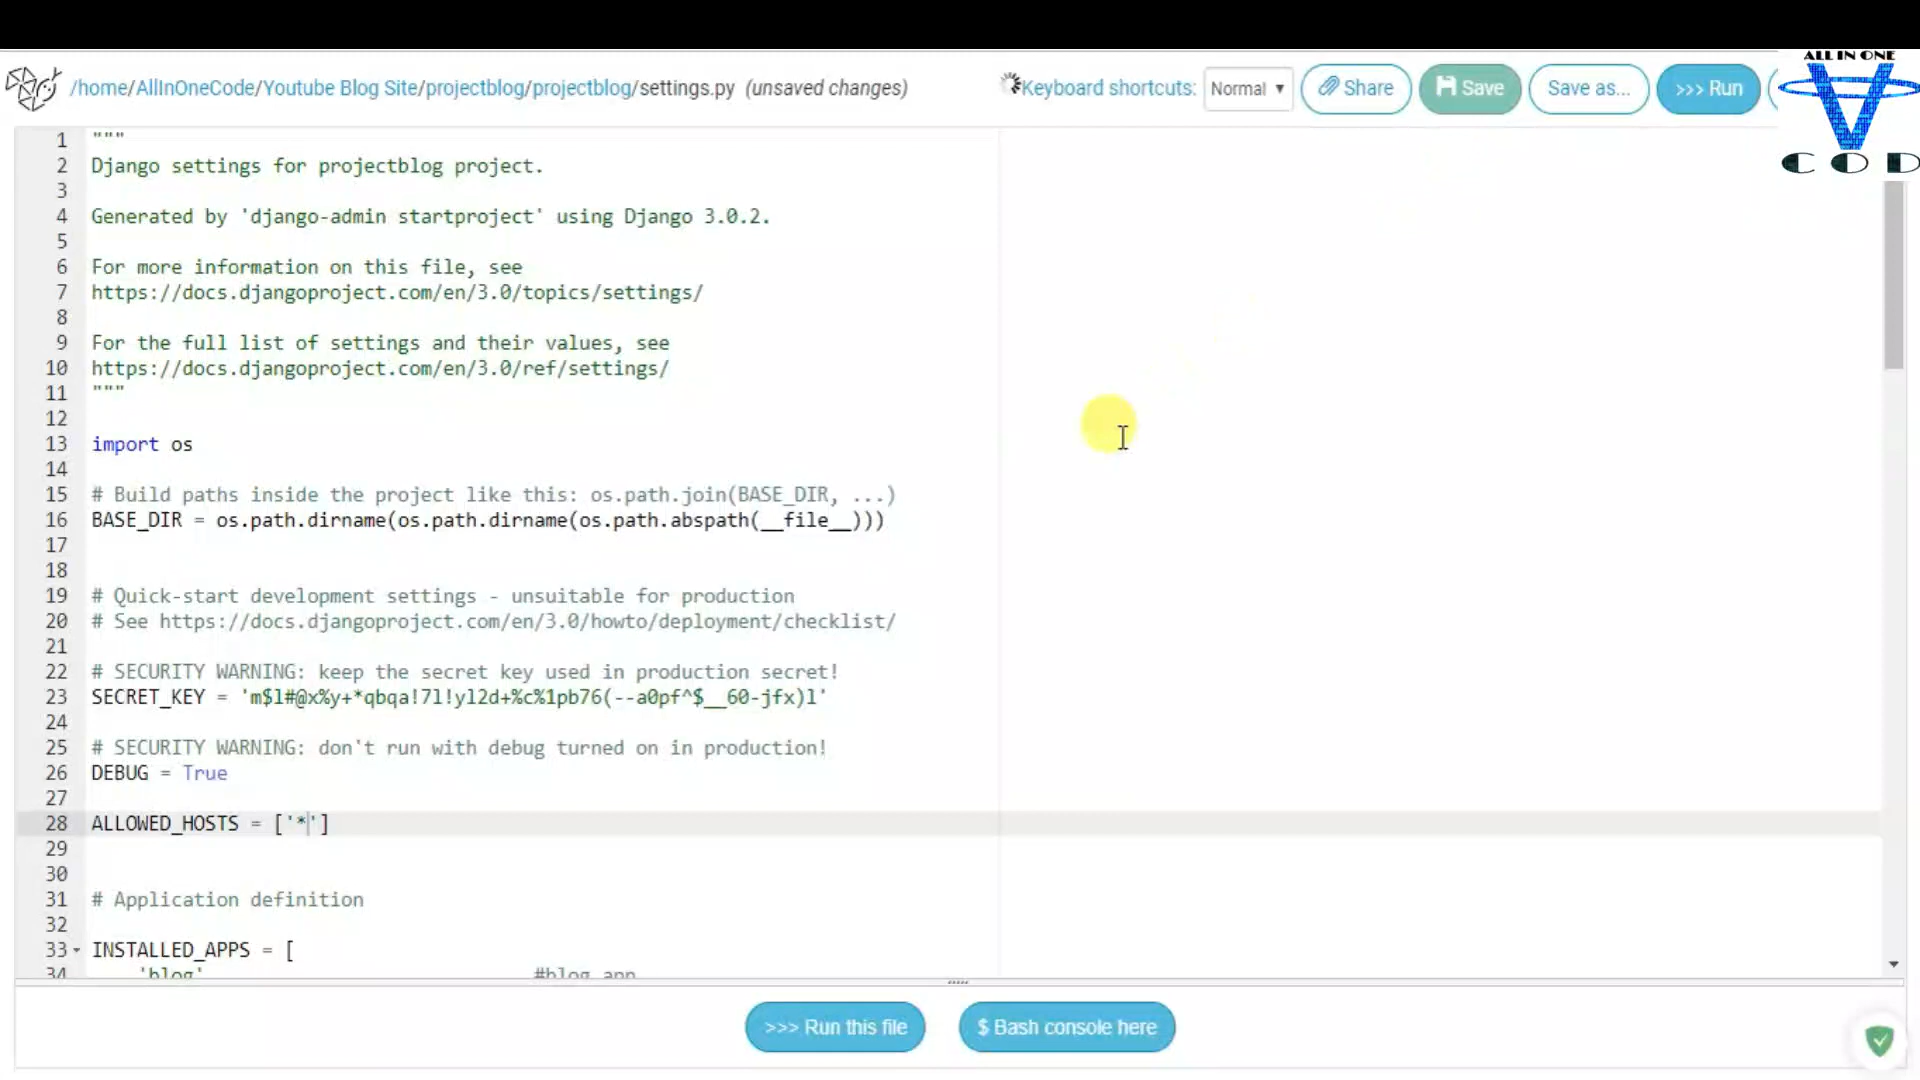 ALL IN ONE
/home/AllInOneCode/Youtube Blog Site/projectblog/projectblog/settings.py (unsaved changes)
Keyboard shortcuts: Normal ▾ Share Save Save as... >>> Run
C O D
1 """
2 Django settings for projectblog project.
3
4 Generated by 'django-admin startproject' using Django 3.0.2.
5
6 For more information on this file, see
7 https://docs.djangoproject.com/en/3.0/topics/settings/
8
9 For the full list of settings and their values, see
10 https://docs.djangoproject.com/en/3.0/ref/settings/
11 """
12
13 import os
14
15 # Build paths inside the project like this: os.path.join(BASE_DIR, ...)
16 BASE_DIR = os.path.dirname(os.path.dirname(os.path.abspath(__file__)))
17
18
19 # Quick-start development settings - unsuitable for production
20 # See https://docs.djangoproject.com/en/3.0/howto/deployment/checklist/
21
22 # SECURITY WARNING: keep the secret key used in production secret!
23 SECRET_KEY = 'm$l#@x%y+*qbqa!7l!yl2d+%c%1pb76(--a0pf^$__60-jfx)l'
24
25 # SECURITY WARNING: don't run with debug turned on in production!
26 DEBUG = True
27
28 ALLOWED_HOSTS = ['*']
29
30
31 # Application definition
32
33 INSTALLED_APPS = [
34 'blog' #blog app
>>> Run this file
$ Bash console here